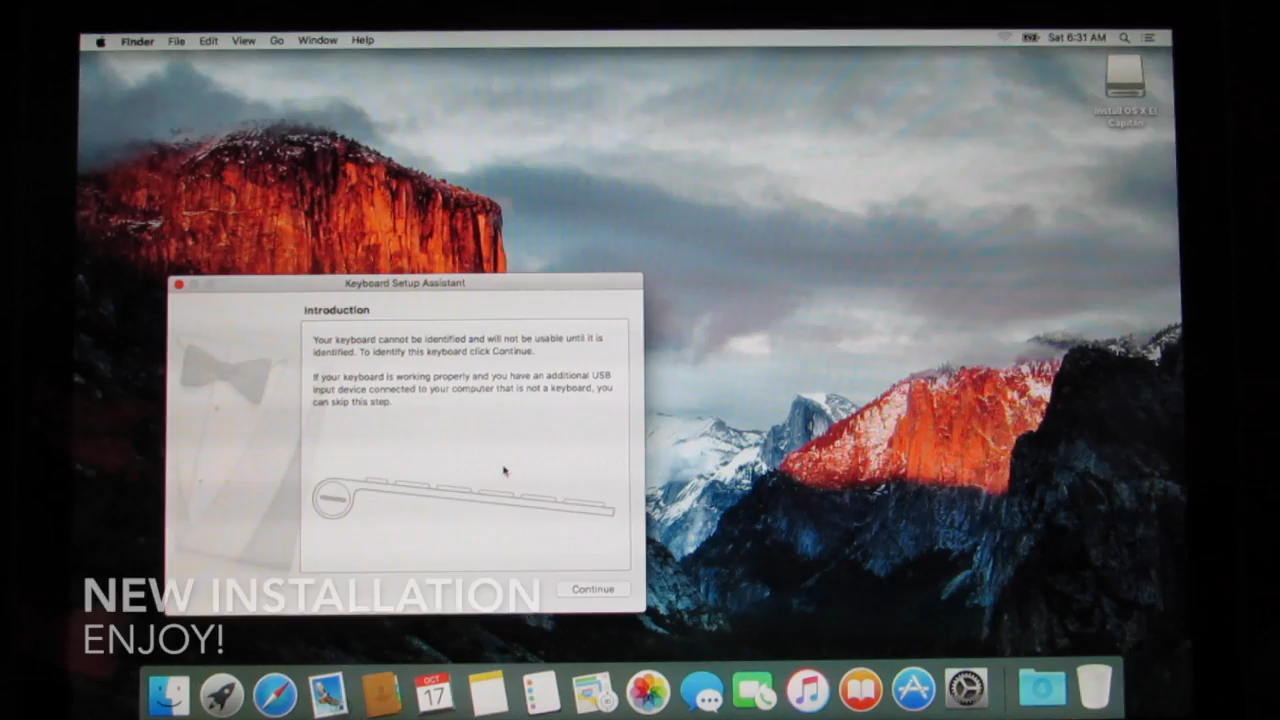 Finder File Edit View Go Window Help
Sat 6:31 AM
Install OS X El
Capitan
Keyboard Setup Assistant
Introduction
Your keyboard cannot be identified and will not be usable until it is
identified. To identify this keyboard click Continue.
If your keyboard is working properly and you have an additional USB
input device connected to your computer that is not a keyboard, you
can skip this step.
Continue
NEW INSTALLATION
ENJOY!
OCT
17